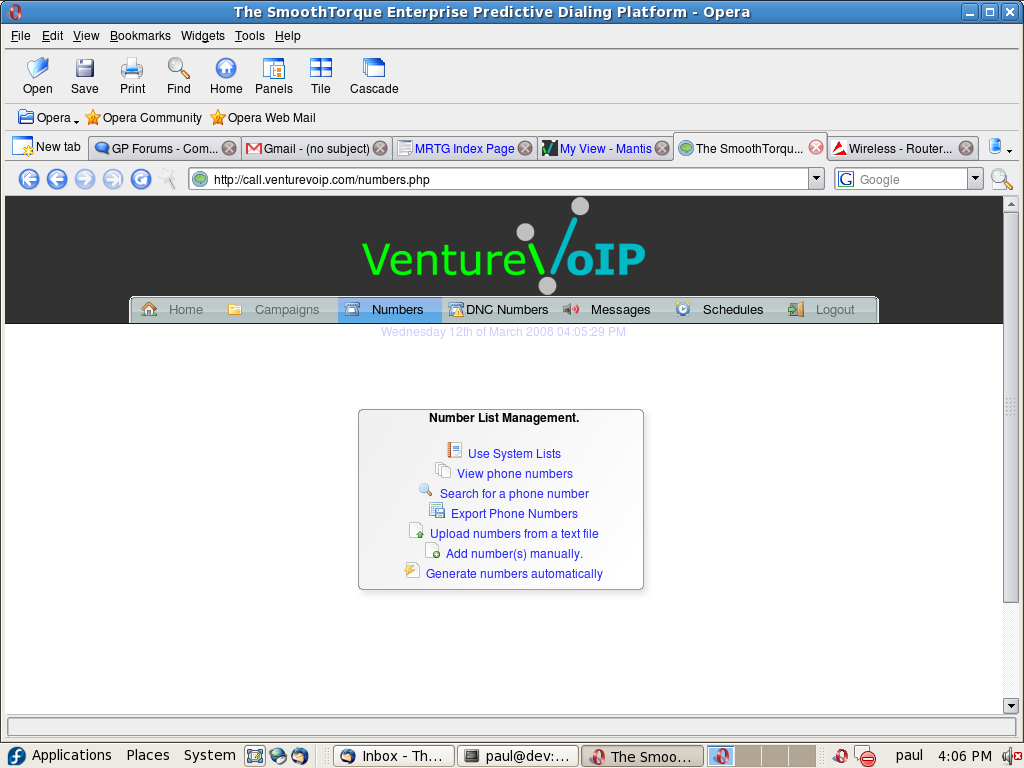 The SmoothTorque Enterprise Predictive Dialing Platform - Opera
File Edit View Bookmarks Widgets Tools Help
Open Save Print Find Home Panels Tile Cascade
Opera Opera Community Opera Web Mail
New tab GP Forums - Com... Gmail - (no subject) MRTG Index Page My View - Mantis The SmoothTorqu... Wireless - Router...
http://call.venturevoip.com/numbers.php G Google
VentureVoIP
Home Campaigns Numbers DNC Numbers Messages Schedules Logout
Wednesday 12th of March 2008 04:05:29 PM
Number List Management.
Use System Lists
View phone numbers
Search for a phone number
Export Phone Numbers
Upload numbers from a text file
Add number(s) manually.
Generate numbers automatically
Applications Places System Inbox - Th... paul@dev:... The Smoo... paul 4:06 PM